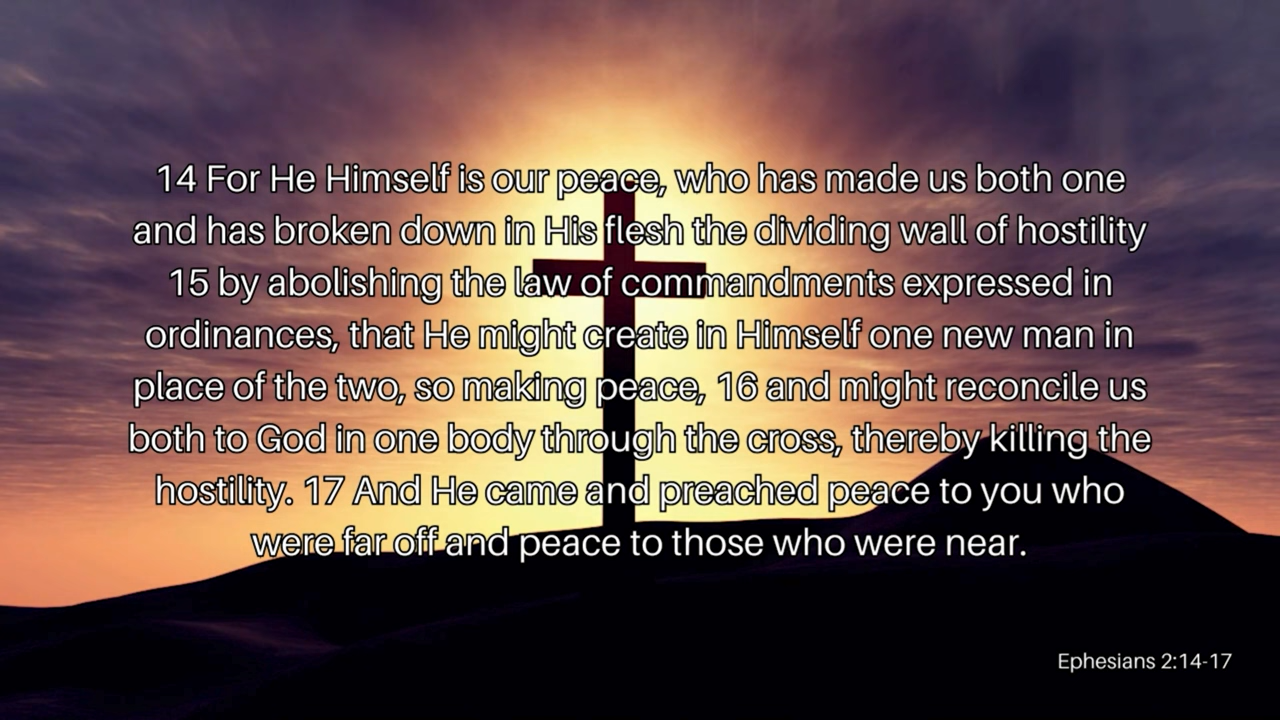 14 For He Himself is our peace, who has made us both one
and has broken down in His flesh the dividing wall of hostility
15 by abolishing the law of commandments expressed in
ordinances, that He might create in Himself one new man in
place of the two, so making peace, 16 and might reconcile us
both to God in one body through the cross, thereby killing the
hostility. 17 And He came and preached peace to you who
were far off and peace to those who were near.
Ephesians 2:14-17